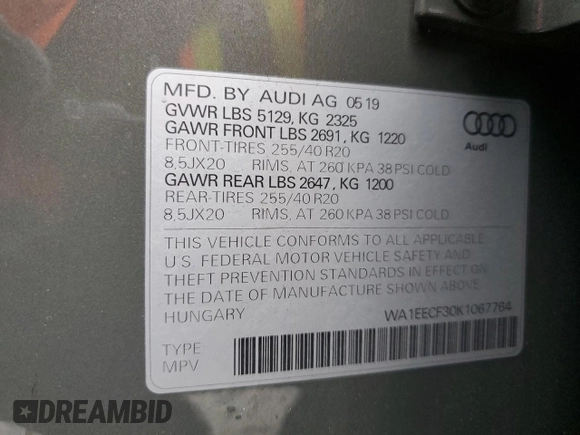 MFD. BY AUDI AG 05 19
GVWR LBS 5129, KG 2325
GAWR FRONT LBS 2691, KG 1220
FRONT-TIRES 255/40 R20
8,5JX20 RIMS, AT 260 KPA 38 PSI COLD
GAWR REAR LBS 2647, KG 1200
REAR-TIRES 255/40 R20
8,5JX20 RIMS, AT 260 KPA 38 PSI COLD
Audi
THIS VEHICLE CONFORMS TO ALL APPLICABLE
U.S. FEDERAL MOTOR VEHICLE SAFETY AND
THEFT PREVENTION STANDARDS IN EFFECT ON
THE DATE OF MANUFACTURE SHOWN ABOVE.
HUNGARY
WA1EECF30K1067764
TYPE
MPV
DREAMBID